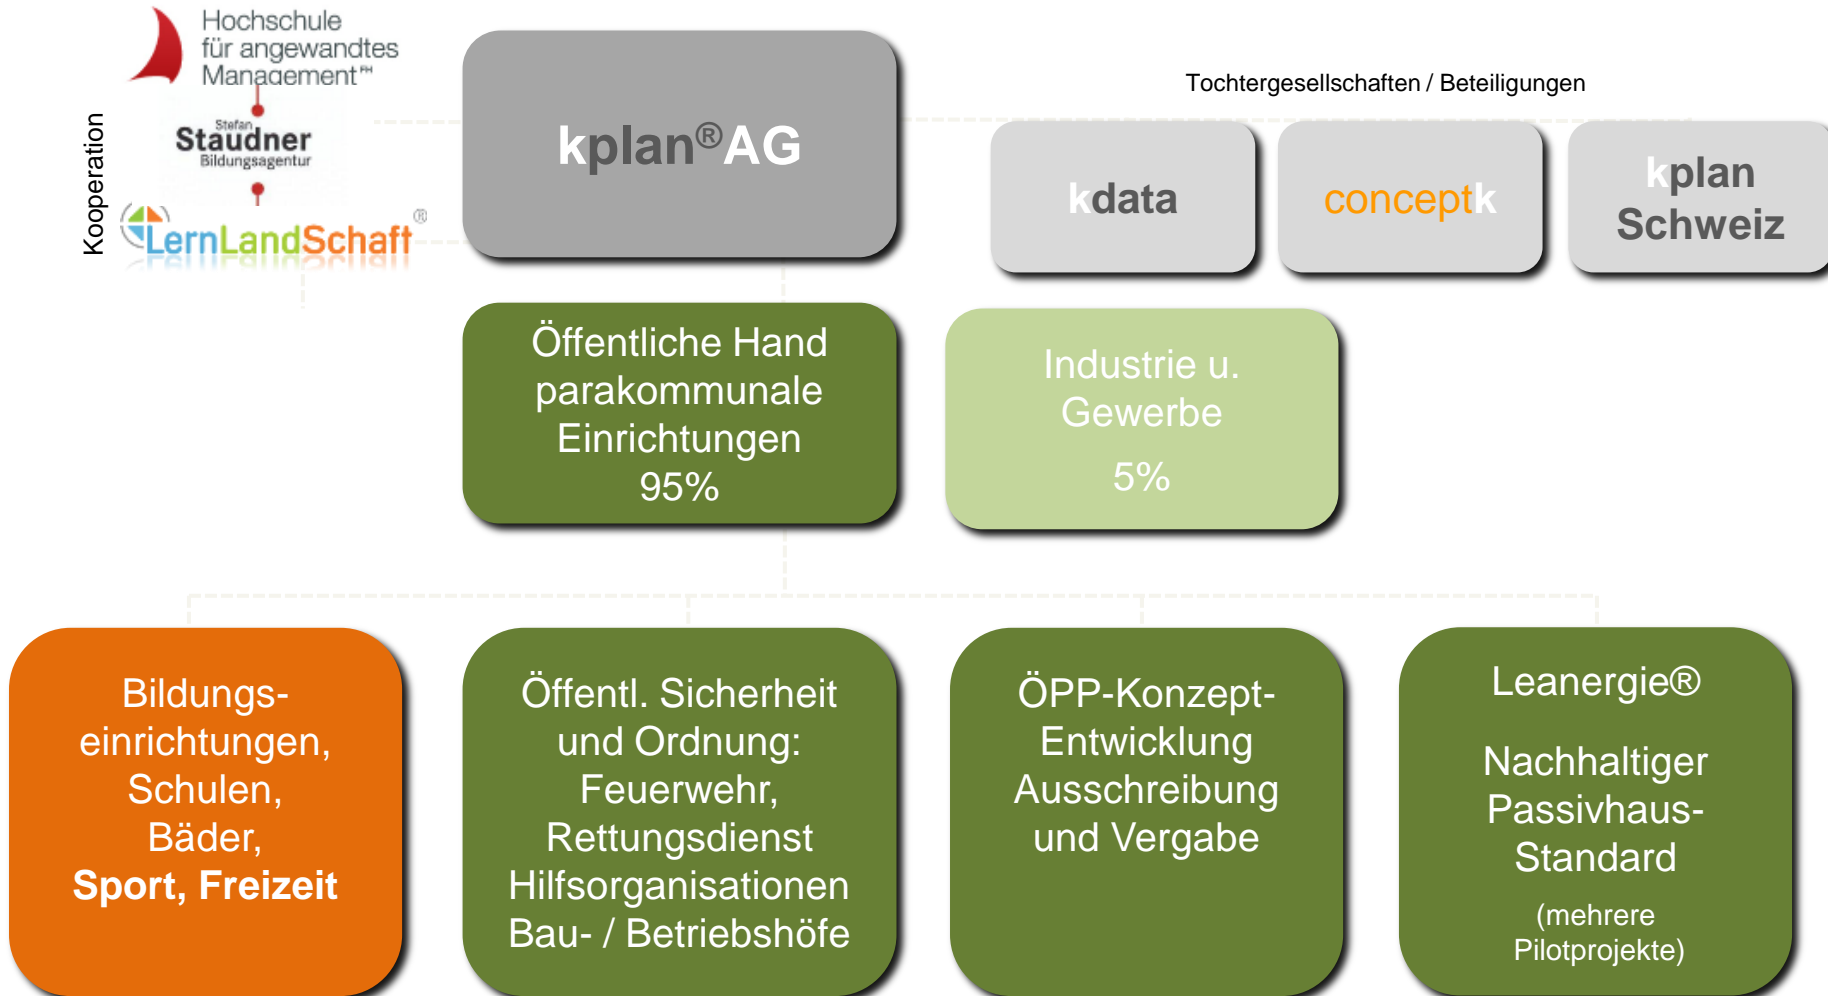 Hochschule
für angewandtes
Management FH
Kooperation
Stefan
Staudner
Bildungsagentur
LernLandSchaft®
kplan®AG
Tochtergesellschaften / Beteiligungen
kdata
conceptk
kplan
Schweiz
Öffentliche Hand
parakommunale
Einrichtungen
95%
Industrie u.
Gewerbe
5%
Bildungs-
einrichtungen,
Schulen,
Bäder,
Sport, Freizeit
Öffentl. Sicherheit
und Ordnung:
Feuerwehr,
Rettungsdienst
Hilfsorganisationen
Bau- / Betriebshöfe
ÖPP-Konzept-
Entwicklung
Ausschreibung
und Vergabe
Leanergie®
Nachhaltiger
Passivhaus-
Standard
(mehrere
Pilotprojekte)